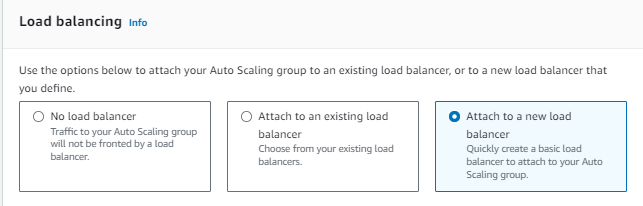 Load balancing Info
Use the options below to attach your Auto Scaling group to an existing load balancer, or to a new load balancer that
you define.
No load balancer
Traffic to your Auto Scaling group
will not be fronted by a load
balancer.
Attach to an existing load
balancer
Choose from your existing load
balancers.
Attach to a new load
balancer
Quickly create a basic load
balancer to attach to your Auto
Scaling group.